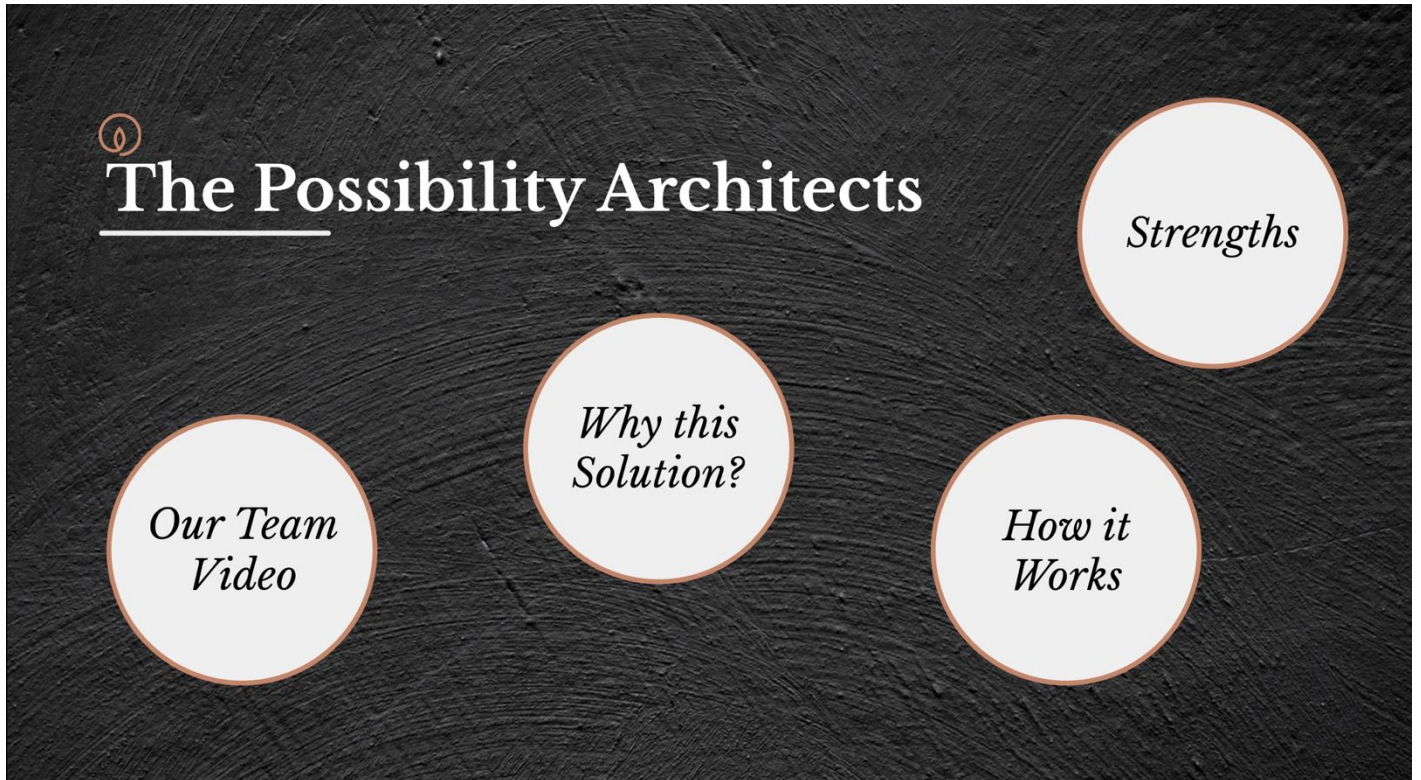 The Possibility Architects
Our Team
Video
Why this
Solution?
How it
Works
Strengths